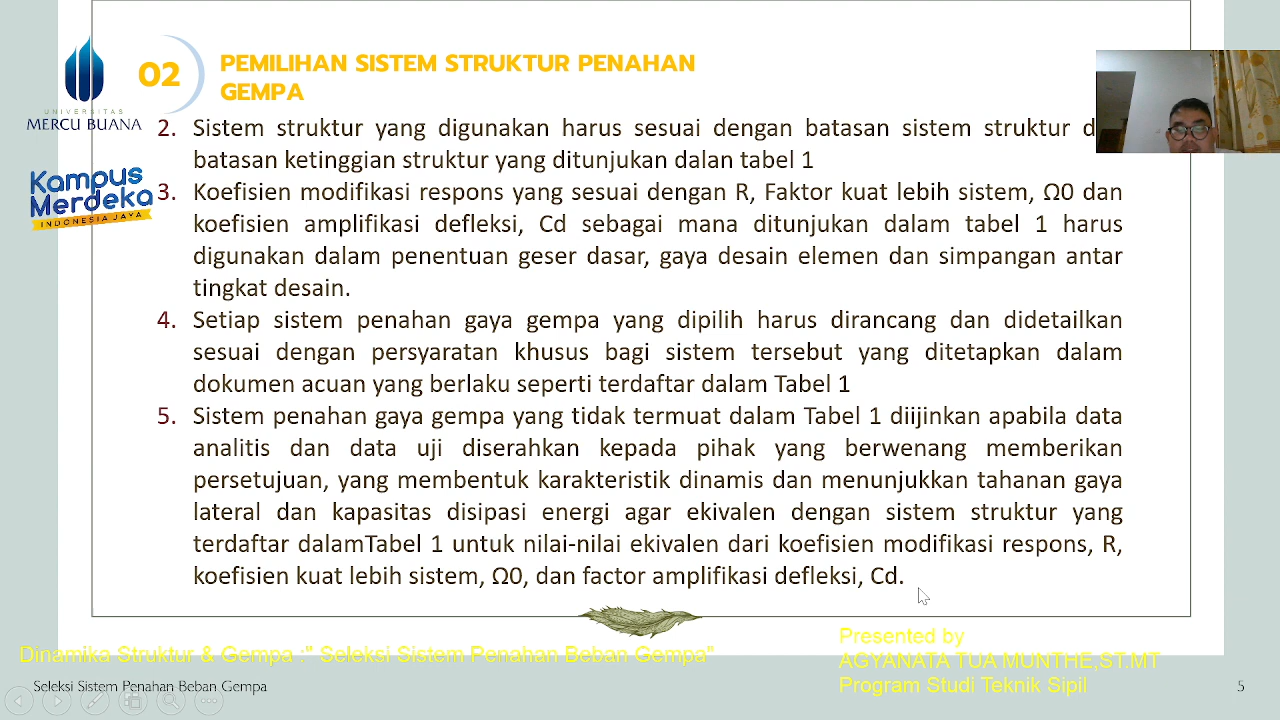 02
PEMILIHAN SISTEM STRUKTUR PENAHAN
GEMPA
UNIVERSITAS
MERCU BUANA
Kampus
Merdeka
INDONESIA JAYA
2. Sistem struktur yang digunakan harus sesuai dengan batasan sistem struktur d
batasan ketinggian struktur yang ditunjukan dalan tabel 1
3. Koefisien modifikasi respons yang sesuai dengan R, Faktor kuat lebih sistem, Ω0 dan
koefisien amplifikasi defleksi, Cd sebagai mana ditunjukan dalam tabel 1 harus
digunakan dalam penentuan geser dasar, gaya desain elemen dan simpangan antar
tingkat desain.
4. Setiap sistem penahan gaya gempa yang dipilih harus dirancang dan didetailkan
sesuai dengan persyaratan khusus bagi sistem tersebut yang ditetapkan dalam
dokumen acuan yang berlaku seperti terdaftar dalam Tabel 1
5. Sistem penahan gaya gempa yang tidak termuat dalam Tabel 1 diijinkan apabila data
analitis dan data uji diserahkan kepada pihak yang berwenang memberikan
persetujuan, yang membentuk karakteristik dinamis dan menunjukkan tahanan gaya
lateral dan kapasitas disipasi energi agar ekivalen dengan sistem struktur yang
terdaftar dalamTabel 1 untuk nilai-nilai ekivalen dari koefisien modifikasi respons, R,
koefisien kuat lebih sistem, Ω0, dan factor amplifikasi defleksi, Cd.
Dinamika Struktur & Gempa :" Seleksi Sistem Penahan Beban Gempa"
Presented by
AGYANATA TUA MUNTHE,ST.MT
Program Studi Teknik Sipil
Seleksi Sistem Penahan Beban Gempa
5